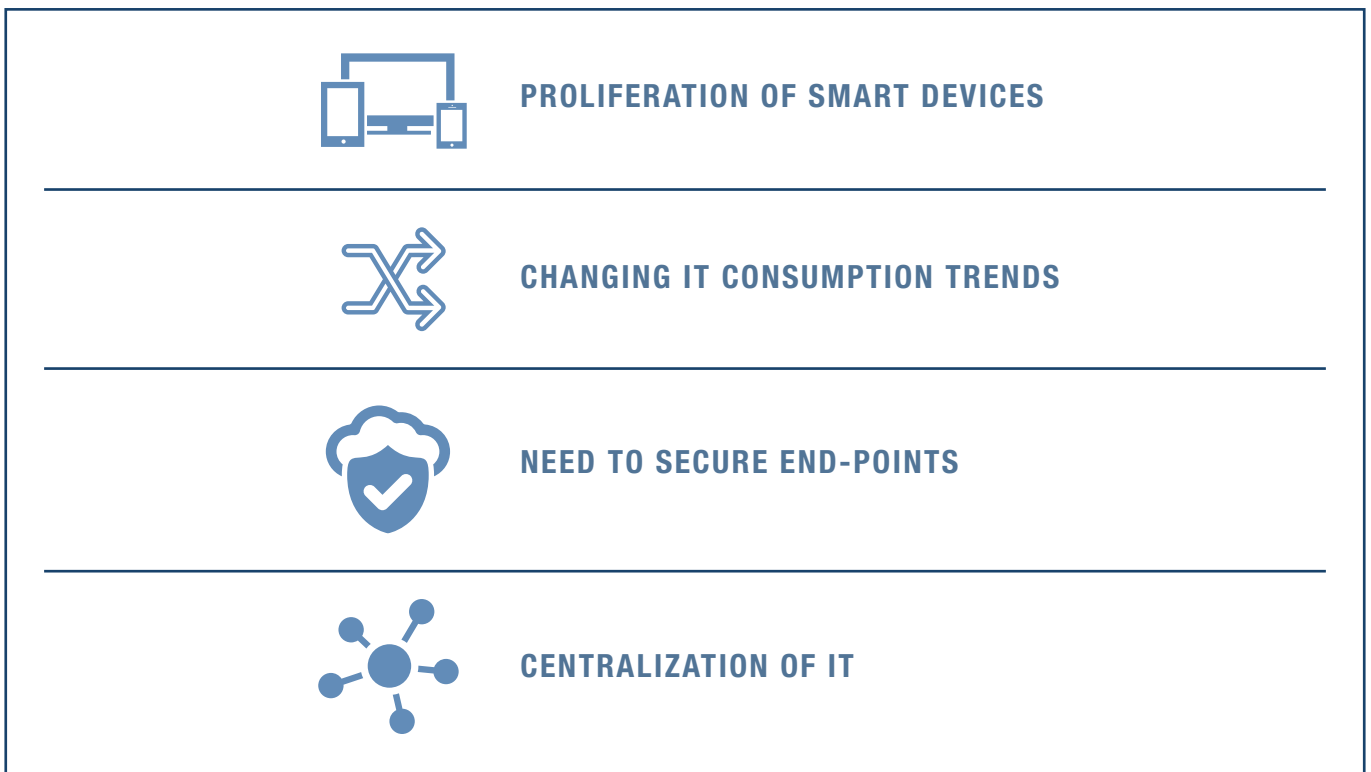 PROLIFERATION OF SMART DEVICES
CHANGING IT CONSUMPTION TRENDS
NEED TO SECURE END-POINTS
CENTRALIZATION OF IT